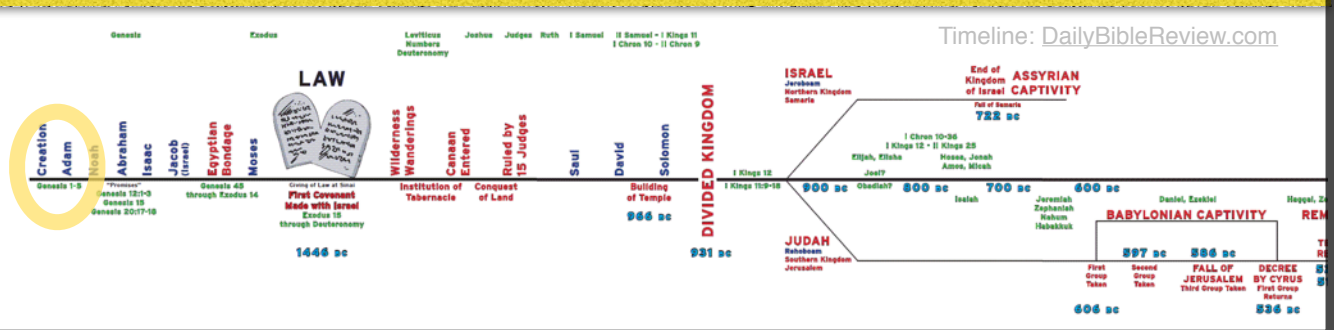 Timeline: DailyBibleReview.com
Genesis
Exodus
Leviticus
Numbers
Deuteronomy
Joshua
Judges
Ruth
I Samuel
II Samuel - I Kings 11
I Chron 10 - II Chron 9
LAW
Creation
Adam
Noah
Abraham
Isaac
Jacob
(Israel)
Egyptian
Bondage
Moses
Wilderness
Wanderings
Canaan
Entered
Ruled by
15 Judges
Saul
David
Solomon
DIVIDED KINGDOM
Genesis 1-5
"Promises"
Genesis 12:1-3
Genesis 15
Genesis 20:17-18
Genesis 45
through Exodus 14
Giving of Law at Sinai
First Covenant
Made with Israel
Exodus 15
through Deuteronomy
1446 BC
Institution of
Tabernacle
Conquest
of Land
Building
of Temple
966 BC
931 BC
I Kings 12
I Kings 11:9-18
ISRAEL
Jeroboam
Northern Kingdom
Samaria
End of
Kingdom
of Israel
ASSYRIAN
CAPTIVITY
Fall of Samaria
722 BC
I Chron 10-36
I Kings 12 - II Kings 25
Elijah, Elisha
Hosea, Jonah
Amos, Micah
Joel?
Obadiah?
900 BC
800 BC
700 BC
600 BC
Isaiah
Jeremiah
Zephaniah
Nahum
Habakkuk
Daniel, Ezekiel
Haggai,
BABYLONIAN CAPTIVITY
JUDAH
Rehoboam
Southern Kingdom
Jerusalem
First
Group
Taken
606 BC
597 BC
Second
Group
Taken
586 BC
FALL OF
JERUSALEM
Third Group Taken
DECREE
BY CYRUS
First Group
Returns
536 BC